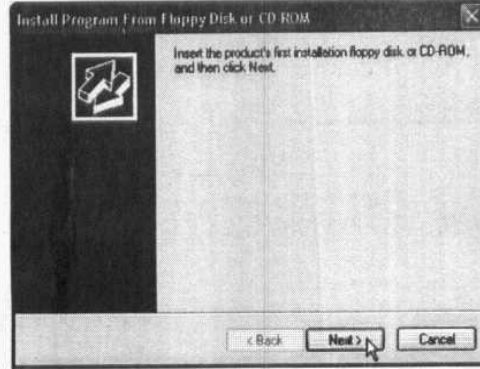 Install Program From Floppy Disk or CD-ROM
Insert the product's first installation floppy disk or CD-ROM,
and then click Next.
< Back
Next >
Cancel